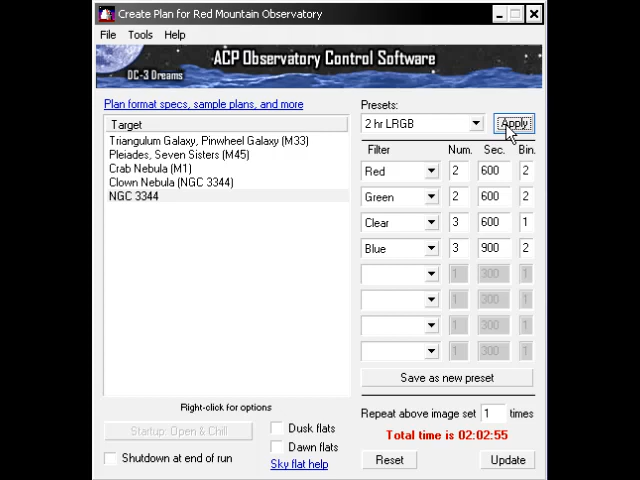 Create Plan for Red Mountain Observatory
File Tools Help
ACP Observatory Control Software
DC-3 Dreams
Plan format specs, sample plans, and more
Target
Triangulum Galaxy, Pinwheel Galaxy (M33)
Pleiades, Seven Sisters (M45)
Crab Nebula (M1)
Clown Nebula (NGC 3344)
NGC 3344
Right-click for options
Startup: Open & Chill
Dusk flats
Dawn flats
Shutdown at end of run
Sky flat help
Presets:
2 hr LRGB Apply
Filter Num. Sec. Bin.
Red 2 600 2
Green 2 600 2
Clear 3 600 1
Blue 3 900 2
1 300 1
1 300 1
1 300 1
1 300 1
Save as new preset
Repeat above image set 1 times
Total time is 02:02:55
Reset Update